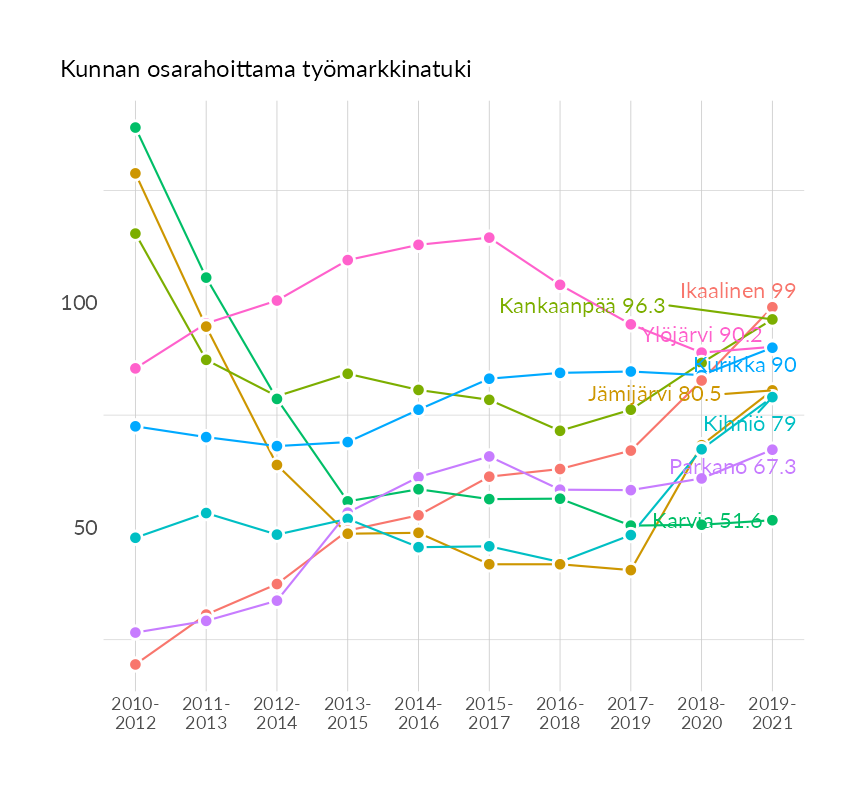 Kunnan osarahoittama työmarkkinatuki
Ikaalinen 99
100
Kankaanpää 96.3
Ylöjärvi 90.2
Kurikka 90
Jämijärvi 80.5
Kihniö 79
Parkano 67.3
Karvia 51.6
50
2010- 2011- 2012- 2013- 2014- 2015- 2016- 2017- 2018- 2019-
2012 2013 2014 2015 2016 2017 2018 2019 2020 2021